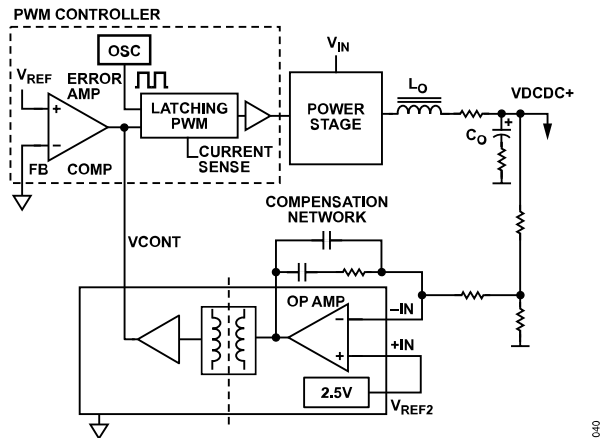 PWM CONTROLLER
OSC
VREF
ERROR
AMP
+
−
FB
COMP
LATCHING
PWM
CURRENT
SENSE
VIN
POWER
STAGE
LO
VDCDC+
CO
+
COMPENSATION
NETWORK
VCONT
OP AMP
−
+
−IN
+IN
2.5V
VREF2
040